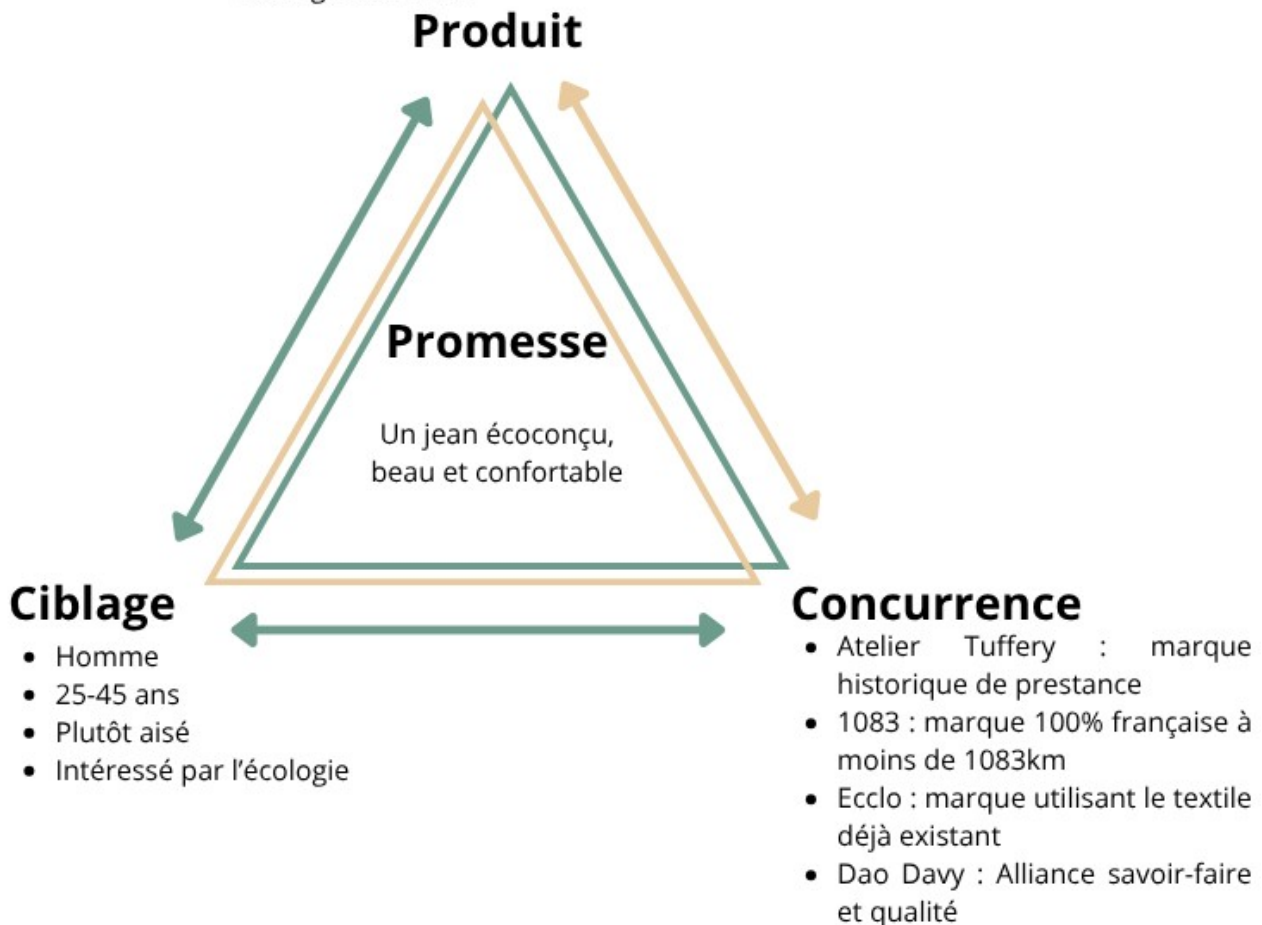 Produit
Promesse
Un jean écoconçu,
beau et confortable
Ciblage
• Homme
• 25-45 ans
• Plutôt aisé
• Intéressé par l'écologie
Concurrence
• Atelier Tuffery : marque
historique de prestance
• 1083 : marque 100% française à
moins de 1083km
• Ecclo : marque utilisant le textile
déjà existant
• Dao Davy : Alliance savoir-faire
et qualité